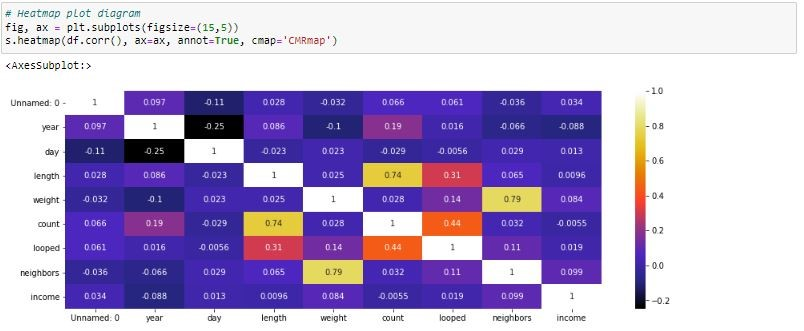 # Heatmap plot diagram
fig, ax = plt.subplots(figsize=(15,5))
s.heatmap(df.corr(), ax=ax, annot=True, cmap='CMRmap')
<AxesSubplot:>
Unnamed: 0 1 0.097 -0.11 0.028 -0.032 0.066 0.061 -0.036 0.034
year 0.097 1 -0.25 0.086 -0.1 0.19 0.016 -0.066 -0.088
day -0.11 -0.25 1 -0.023 0.023 -0.029 -0.0056 0.029 0.013
length 0.028 0.086 -0.023 1 0.025 0.74 0.31 0.065 0.0096
weight -0.032 -0.1 0.023 0.025 1 0.028 0.14 0.79 0.084
count 0.066 0.19 -0.029 0.74 0.028 1 0.44 0.032 -0.0055
looped 0.061 0.016 -0.0056 0.31 0.14 0.44 1 0.11 0.019
neighbors -0.036 -0.066 0.029 0.065 0.79 0.032 0.11 1 0.099
income 0.034 -0.088 0.013 0.0096 0.084 -0.0055 0.019 0.099 1
Unnamed: 0 year day length weight count looped neighbors income
1.0
0.8
0.6
0.4
0.2
0.0
-0.2